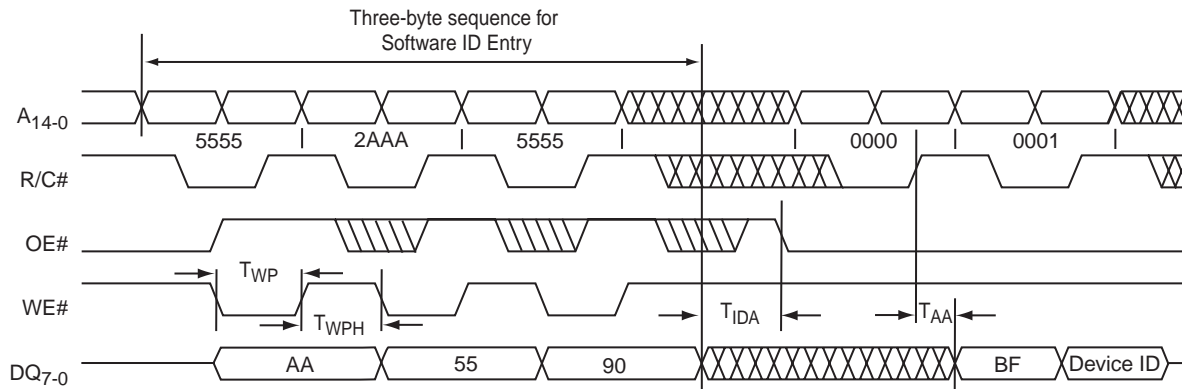 Three-byte sequence for
Software ID Entry
A14-0
5555 2AAA 5555 0000 0001
R/C#
OE#
TWP
WE#
TWPH TIDA TAA
DQ7-0
AA 55 90 BF Device ID